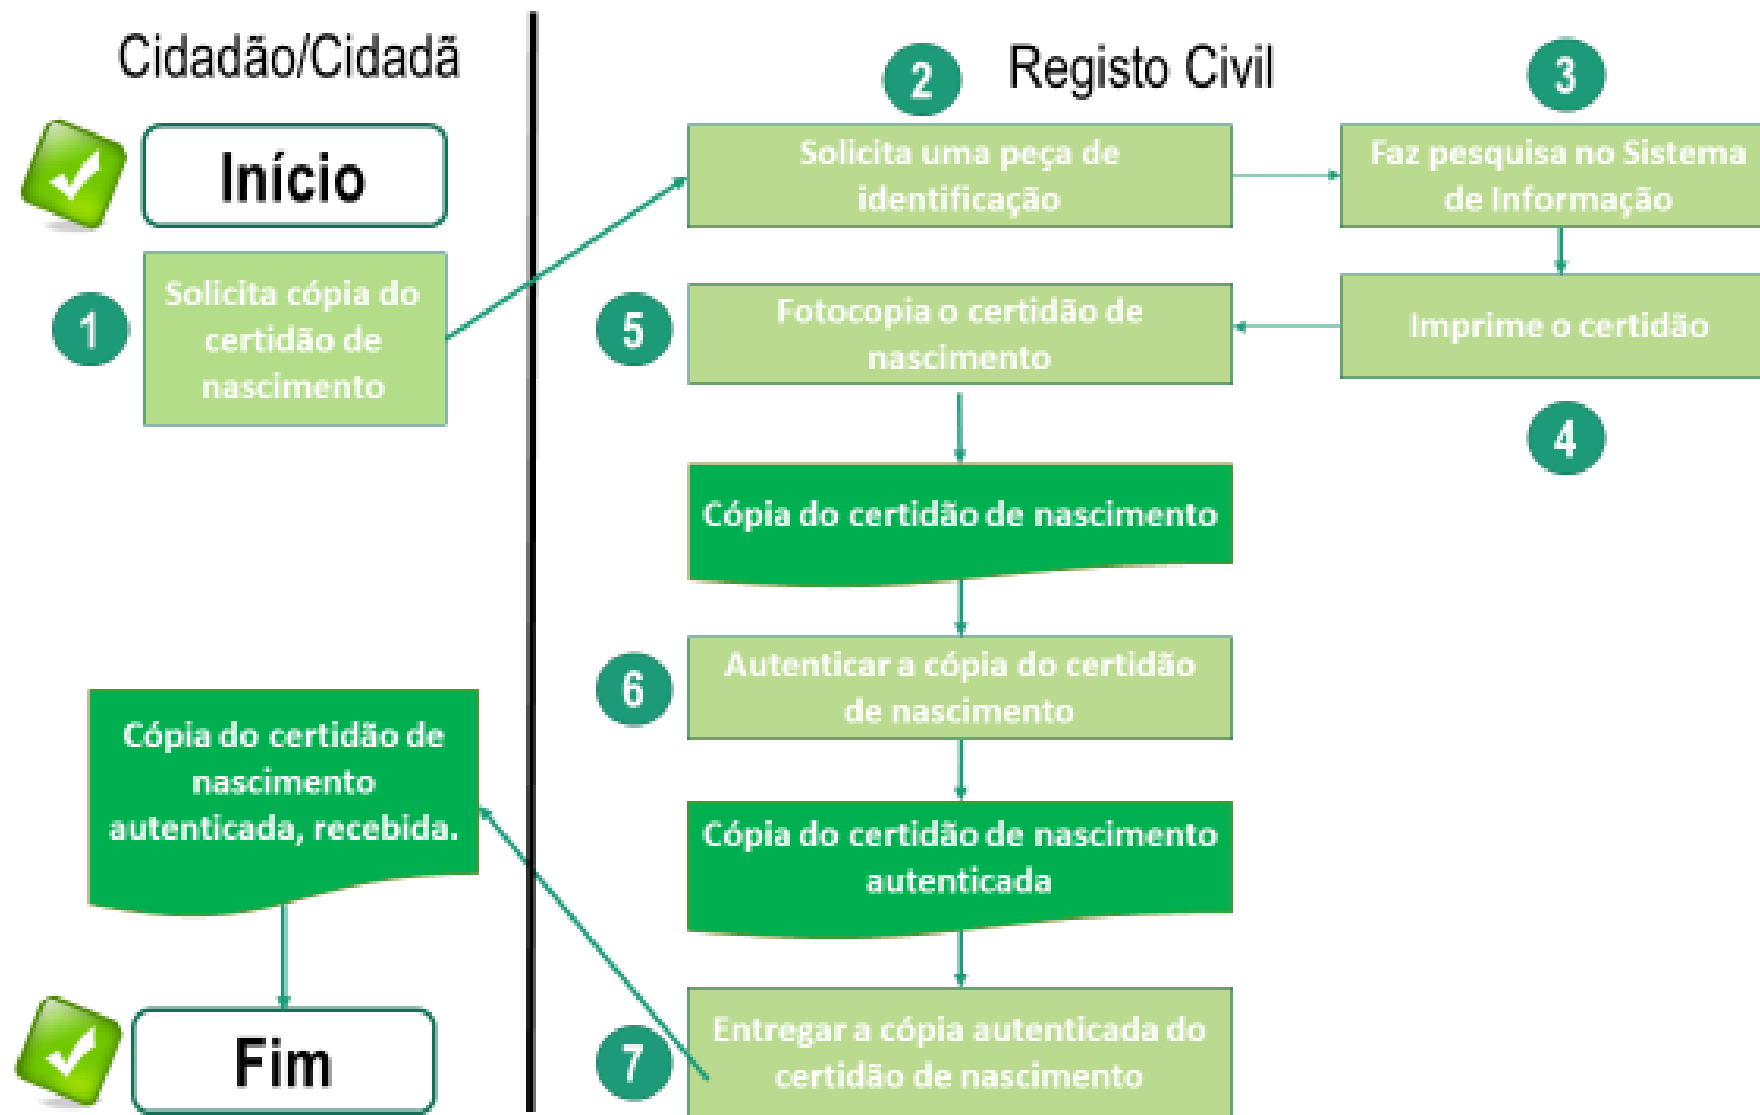 Cidadão/Cidadã
Registo Civil
Início
1
Solicita cópia do
certidão de
nascimento
2
Solicita uma peça de
identificação
3
Faz pesquisa no Sistema
de Informação
4
Imprime o certidão
5
Fotocopia o certidão de
nascimento
Cópia do certidão de nascimento
6
Autenticar a cópia do certidão
de nascimento
Cópia do certidão de nascimento
autenticada
7
Entregar a cópia autenticada do
certidão de nascimento
Cópia do certidão de
nascimento
autenticada, recebida.
Fim